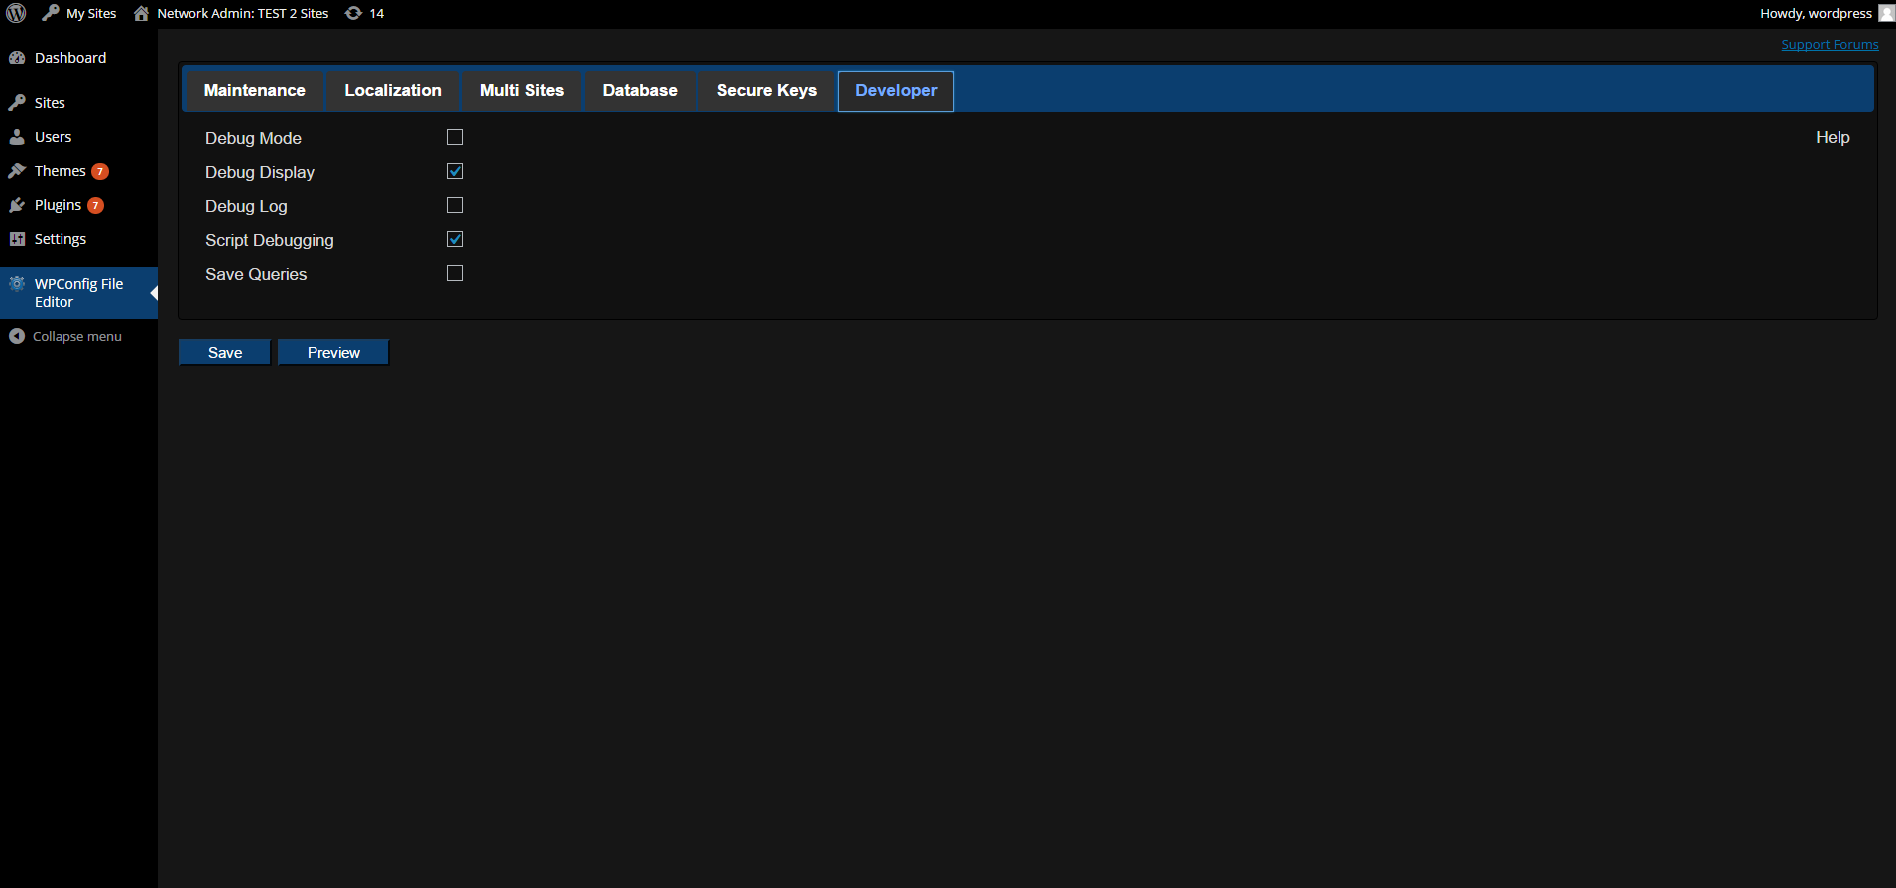 My Sites
Network Admin: TEST 2 Sites
14
Howdy, wordpress
Support Forums
Dashboard
Sites
Users
Themes 7
Plugins 7
Settings
WPConfig File
Editor
Collapse menu
Maintenance
Localization
Multi Sites
Database
Secure Keys
Developer
Debug Mode
Help
Debug Display
Debug Log
Script Debugging
Save Queries
Save
Preview